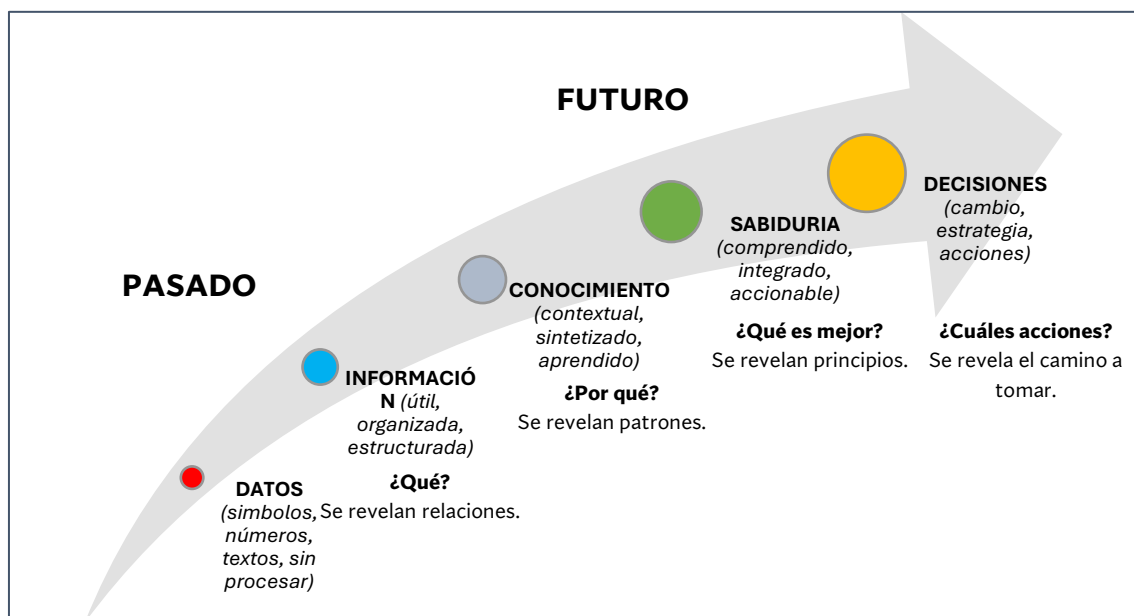 FUTURO
PASADO
DATOS
(simbolos,
números,
textos, sin
procesar)
INFORMACIÓ
N (útil,
organizada,
estructurada)
¿Qué?
Se revelan relaciones.
CONOCIMIENTO
(contextual,
sintetizado,
aprendido)
¿Por qué?
Se revelan patrones.
SABIDURIA
(comprendido,
integrado,
accionable)
¿Qué es mejor?
Se revelan principios.
DECISIONES
(cambio,
estrategia,
acciones)
¿Cuáles acciones?
Se revela el camino a
tomar.